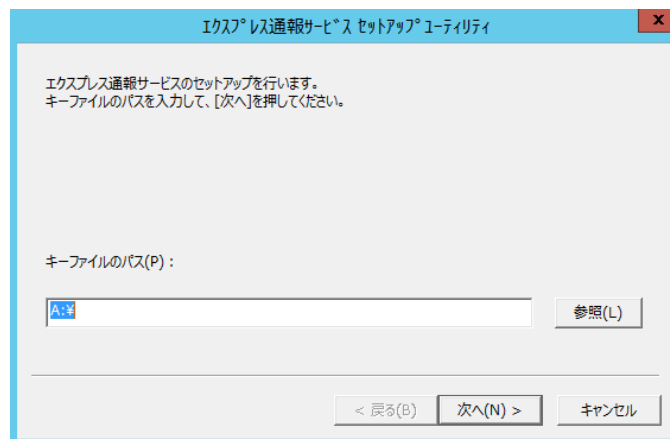 ｴｸｽﾌﾟﾚｽ通報ｻｰﾋﾞｽ ｾｯﾄｱｯﾌﾟﾕｰﾃｨﾘﾃｨ
x
エクスプレス通報サービスのセットアップを行います。
キーファイルのパスを入力して、[次へ]を押してください。
キーファイルのパス(P)：
A:¥
参照(L)
< 戻る(B)
次へ(N) >
キャンセル